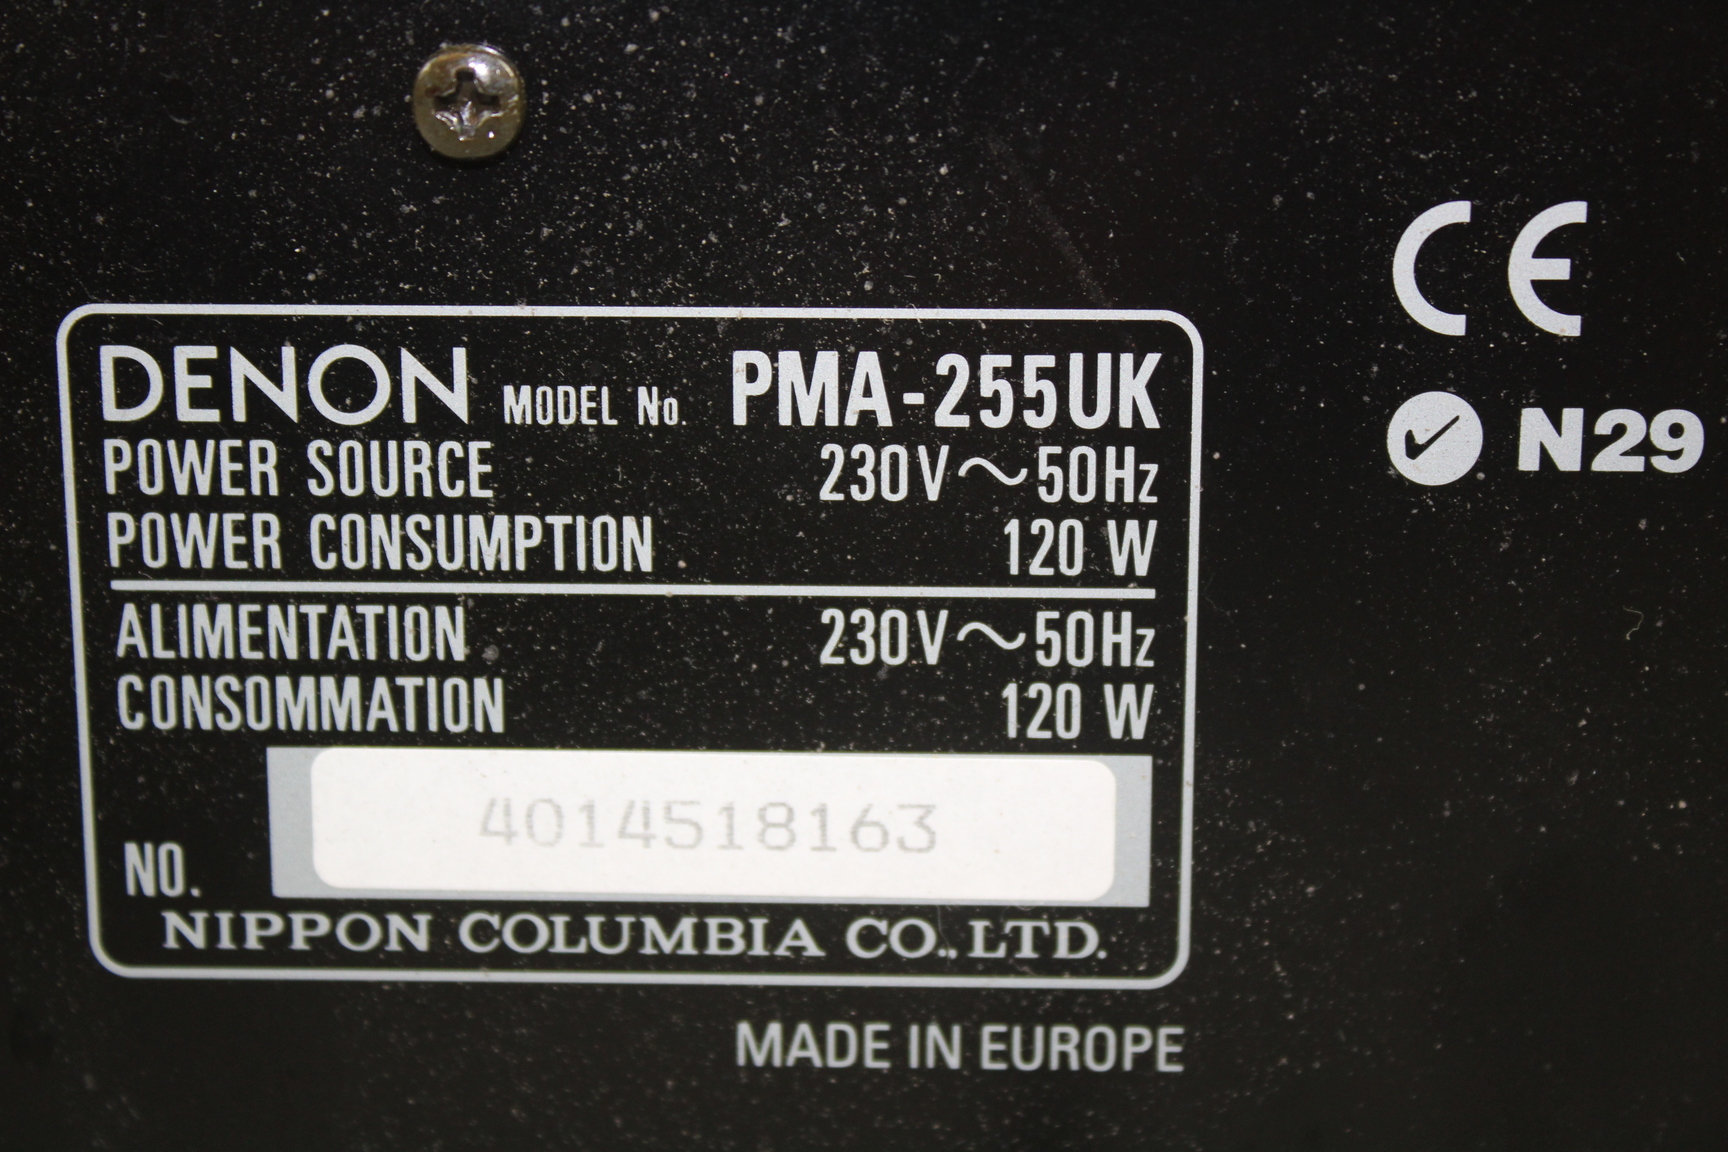 DENON MODEL No. PMA-255UK
POWER SOURCE 230V～50Hz
POWER CONSUMPTION 120 W
ALIMENTATION 230V～50Hz
CONSOMMATION 120 W
NO. 4014518163
NIPPON COLUMBIA CO., LTD.
MADE IN EUROPE
CE
N29